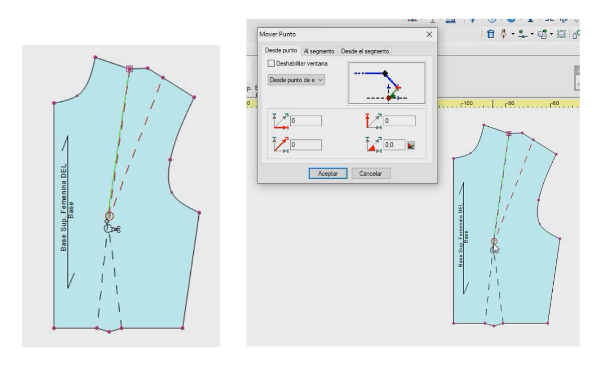 Base Sup. Femenina DEL
Base
Mover Punto
Desde punto
Al segmento
Desde el segmento
Deshabilitar ventana
Desde punto de e
0
0
0
0.0
Aceptar
Cancelar
-100
-80
-60
Base Sup. Femenina DEL
Base